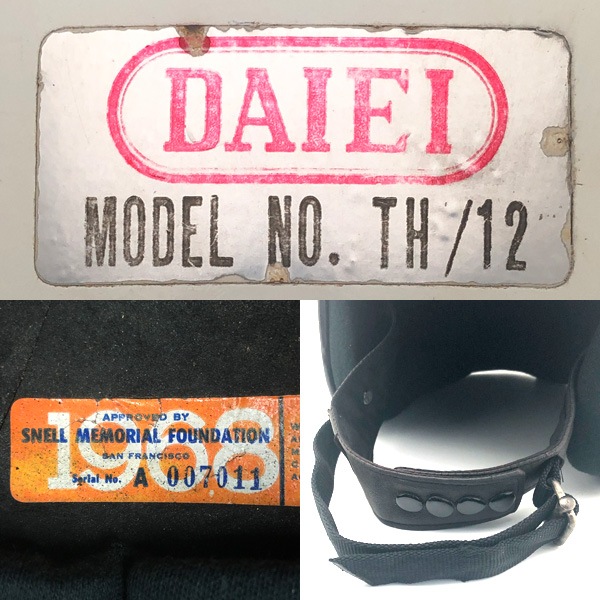 DAIEI
MODEL NO. TH/12
1968
APPROVED BY
SNELL MEMORIAL FOUNDATION
SAN FRANCISCO
Serial No. A 007011